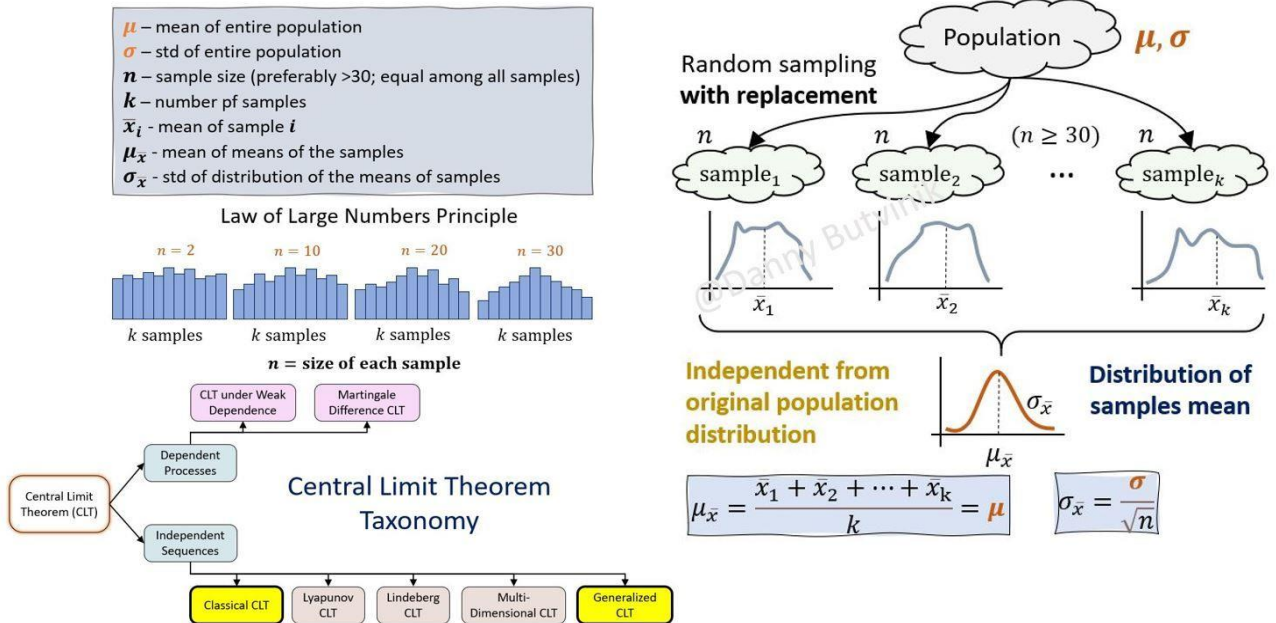 μ – mean of entire population
σ – std of entire population
n – sample size (preferably >30; equal among all samples)
k – number pf samples
x̄ᵢ - mean of sample i
μ_x̄ – mean of means of the samples
σ_x̄ - std of distribution of the means of samples
Law of Large Numbers Principle
n = 2
n = 10
n = 20
n = 30
k samples
k samples
k samples
k samples
n = size of each sample
CLT under Weak
Dependence
Martingale
Difference CLT
Dependent
Processes
Central Limit
Theorem (CLT)
Central Limit Theorem
Taxonomy
Independent
Sequences
Classical CLT
Lyapunov
CLT
Lindeberg
CLT
Multi-
Dimensional CLT
Generalized
CLT
Population
μ, σ
Random sampling
with replacement
n
n
(n ≥ 30)
n
sample₁
sample₂
...
sampleₖ
@Danny Butvinik
x̄₁
x̄₂
x̄ₖ
Independent from
original population
distribution
σ_x̄
μ_x̄
Distribution of
samples mean
μ_x̄ = (x̄₁ + x̄₂ + ⋯ + x̄ₖ) / k = μ
σ_x̄ = σ / √n